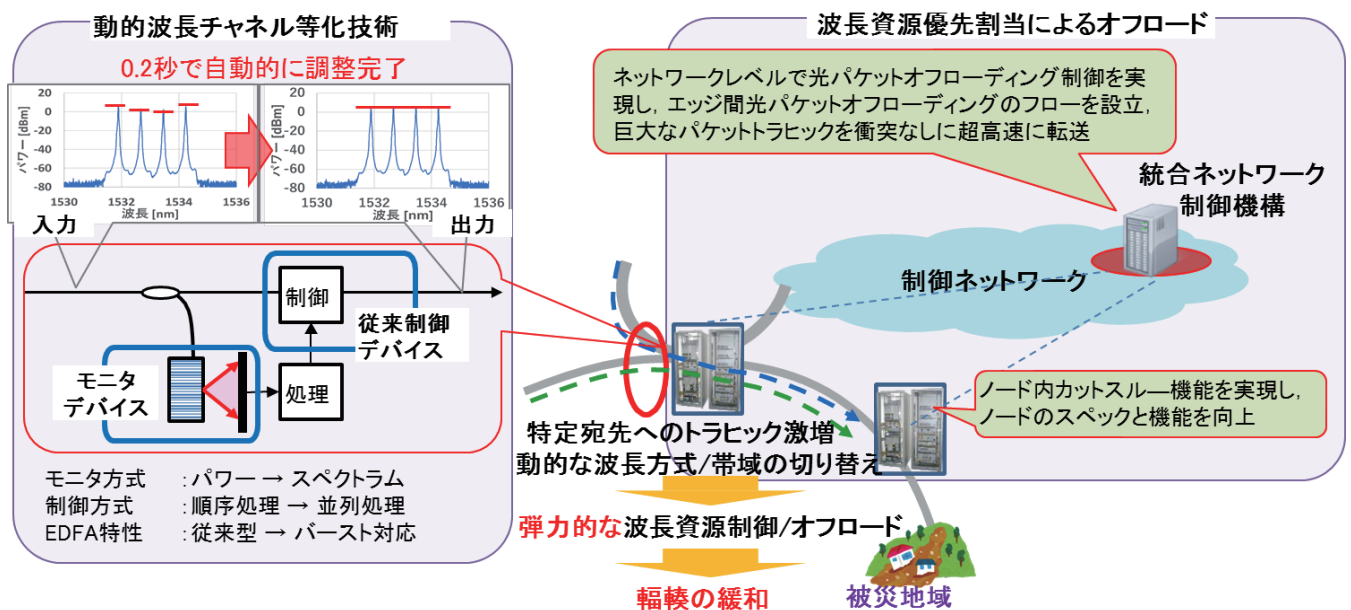 動的波長チャネル等化技術
0.2秒で自動的に調整完了
20
0
-20
-40
-60
-80
パワー [dBm]
1530
1532
1534
1536
波長 [nm]
20
0
-20
-40
-60
-80
パワー [dBm]
1530
1532
1534
1536
波長 [nm]
入力
出力
制御
従来制御
デバイス
モニタ
デバイス
処理
モニタ方式 : パワー → スペクトラム
制御方式 : 順序処理 → 並列処理
EDFA特性 : 従来型 → バースト対応
波長資源優先割当によるオフロード
ネットワークレベルで光パケットオフローディング制御を実
現し, エッジ間光パケットオフローディングのフローを設立,
巨大なパケットトラヒックを衝突なしに超高速に転送
統合ネットワーク
制御機構
制御ネットワーク
ノード内カットスル―機能を実現し,
ノードのスペックと機能を向上
特定宛先へのトラヒック激増
動的な波長方式/帯域の切り替え
弾力的な波長資源制御/オフロード
輻輳の緩和
被災地域